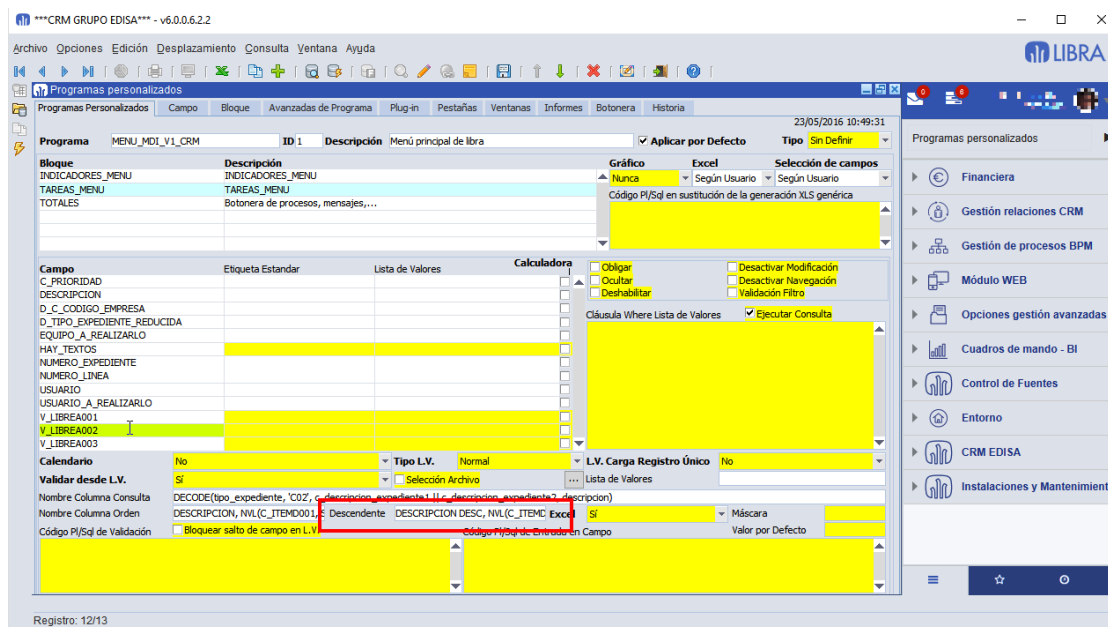 ***CRM GRUPO EDISA*** - v6.0.0.6.2.2
Archivo Opciones Edición Desplazamiento Consulta Ventana Ayuda
LIBRA
Programas personalizados
Programas Personalizados Campo Bloque Avanzadas de Programa Plug-in Pestañas Ventanas Informes Botonera Historia
23/05/2016 10:49:31
Programa MENU_MDI_V1_CRM ID 1 Descripción Menú principal de libra Aplicar por Defecto Tipo Sin Definir
Bloque Descripción Gráfico Excel Selección de campos
INDICADORES_MENU INDICADORES_MENU Nunca Según Usuario Según Usuario
TAREAS_MENU TAREAS_MENU
Código Pl/Sql en sustitución de la generación XLS genérica
TOTALES Botonera de procesos, mensajes,...
Campo Etiqueta Estandar Lista de Valores Calculadora
C_PRIORIDAD
DESCRIPCION
D_C_CODIGO_EMPRESA
D_TIPO_EXPEDIENTE_REDUCIDA
EQUIPO_A_REALIZARLO
HAY_TEXTOS
NUMERO_EXPEDIENTE
NUMERO_LINEA
USUARIO
USUARIO_A_REALIZARLO
V_LIBREA001
V_LIBREA002
V_LIBREA003
Obligar Desactivar Modificación
Ocultar Desactivar Navegación
Deshabilitar Validación Filtro
Cláusula Where Lista de Valores Ejecutar Consulta
Calendario No Tipo L.V. Normal L.V. Carga Registro Único No
Validar desde L.V. Sí Selección Archivo ... Lista de Valores
Nombre Columna Consulta DECODE(tipo_expediente, 'C02', c_descripcion_expediente1 || c_descripcion_expediente2, descripcion)
Nombre Columna Orden DESCRIPCION, NVL(C_ITEMD001, Descendente DESCRIPCION DESC, NVL(C_ITEMD Excel Sí Máscara
Código Pl/Sql de Validación Bloquear salto de campo en L.V. Código Pl/Sql de Entrada en Campo Valor por Defecto
Registro: 12/13
0 8
Programas personalizados
Financiera
Gestión relaciones CRM
Gestión de procesos BPM
Módulo WEB
Opciones gestión avanzadas
Cuadros de mando - BI
Control de Fuentes
Entorno
CRM EDISA
Instalaciones y Mantenimient